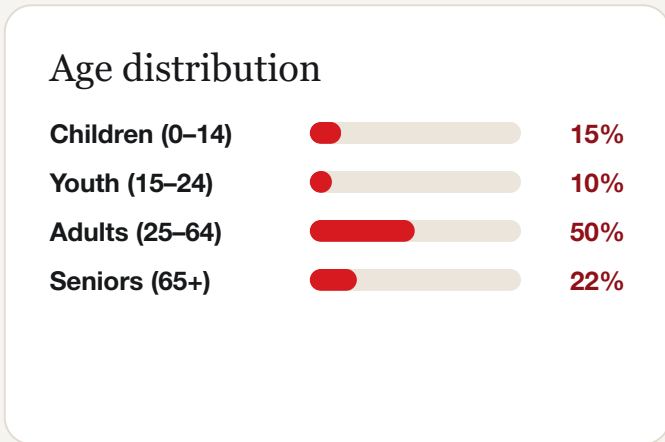 Age distribution
Children (0–14) 15%
Youth (15–24) 10%
Adults (25–64) 50%
Seniors (65+) 22%